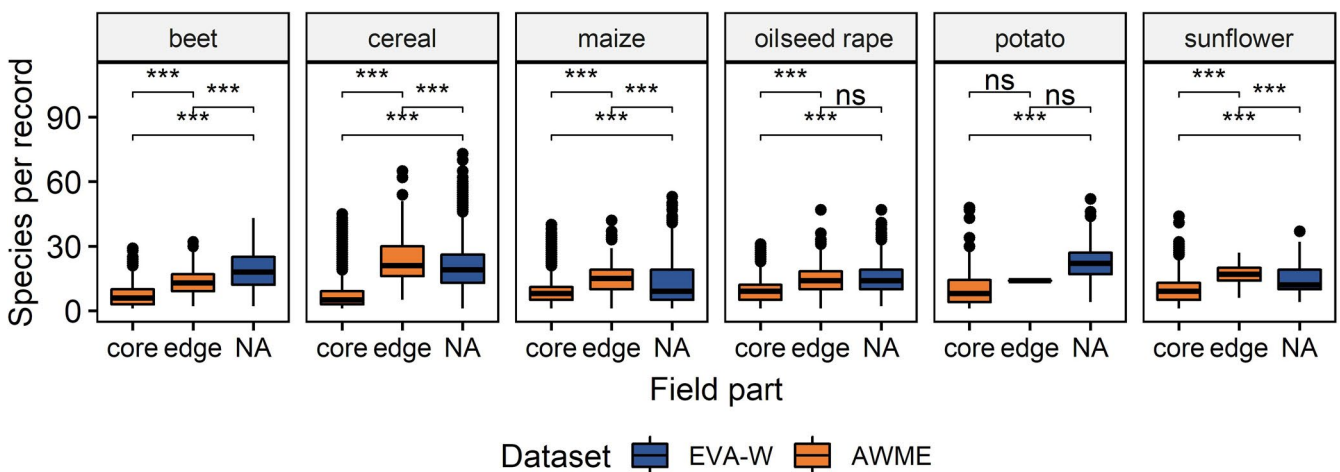 beet cereal maize oilseed rape potato sunflower
*** *** *** *** ns ***
*** *** *** ns ns ***
*** *** *** *** *** ***
Species per record
90
60
30
0
core edge NA core edge NA core edge NA core edge NA core edge NA core edge NA
Field part
Dataset EVA-W AWME